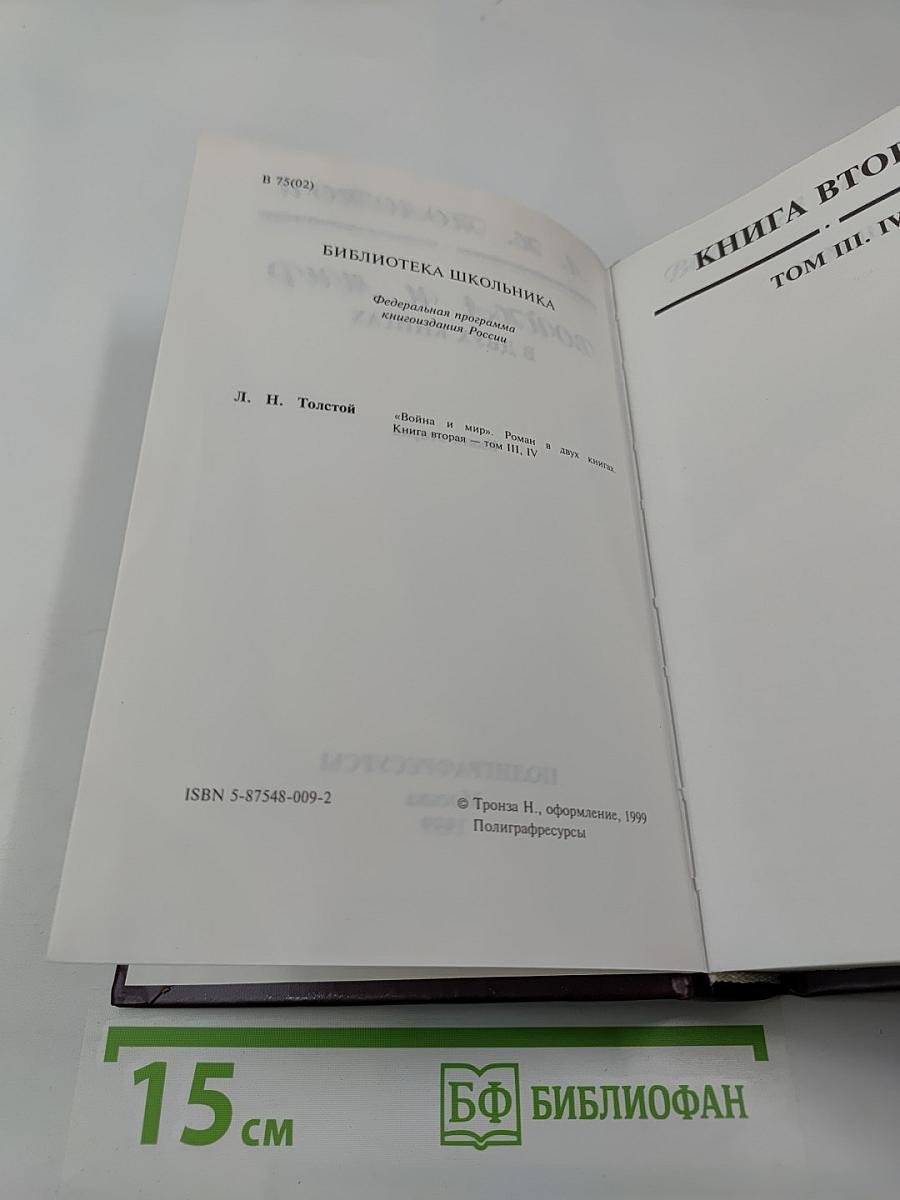 В 75(02)
БИБЛИОТЕКА ШКОЛЬНИКА
Федеральная программа
книгоиздания России
Л. Н. Толстой
«Война и мир». Роман в двух книгах.
Книга вторая — том III, IV
ISBN 5-87548-009-2
© Тронза Н., оформление, 1999
Полиграфресурсы
КНИГА ВТОР
ТОМ III. IV
15 см
БФ БИБЛИОФАН